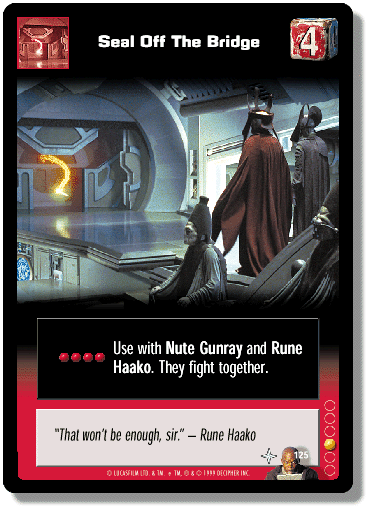 Seal Off The Bridge
4
Use with Nute Gunray and Rune
Haako. They fight together.
"That won't be enough, sir." – Rune Haako
125
© LUCASFILM LTD. & TM, ® TM, ® & © 1999 DECIPHER INC.